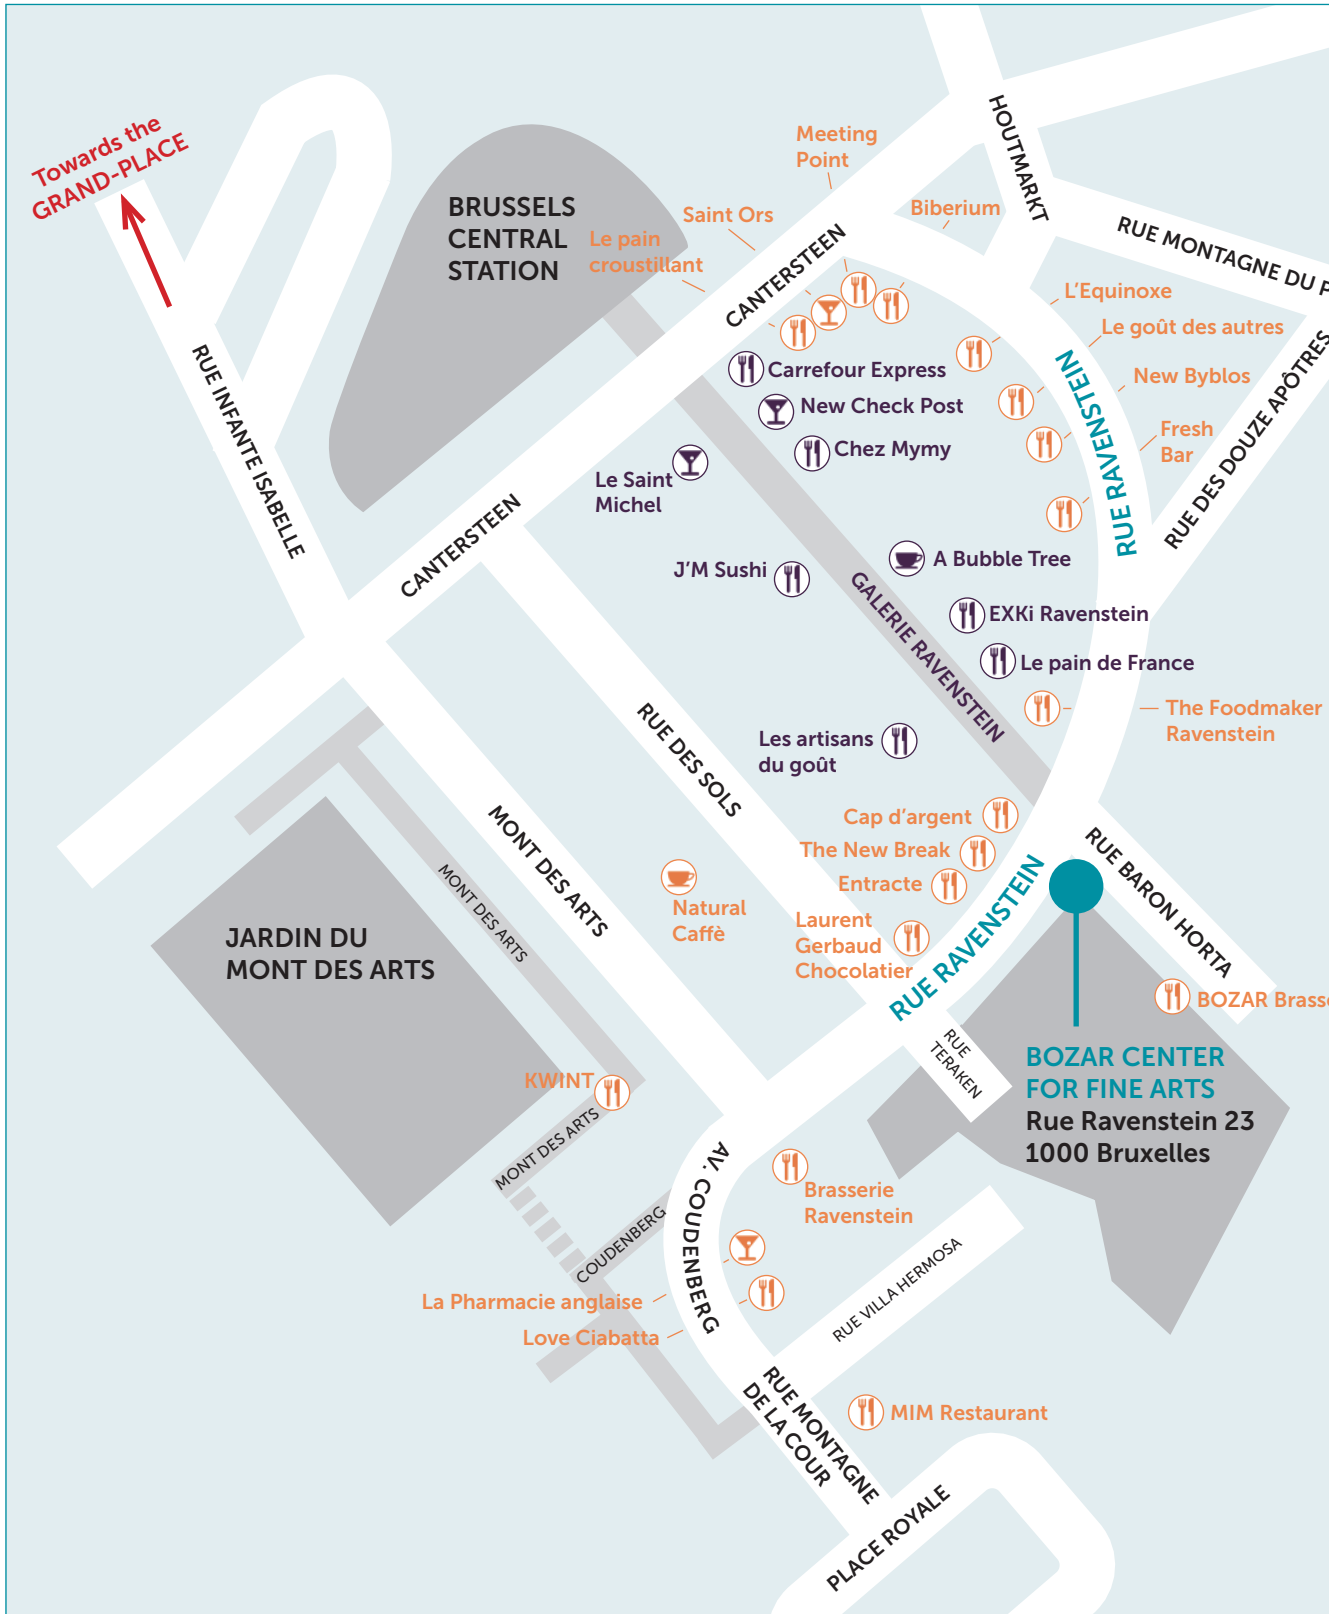 Towards the
GRAND-PLACE
HOUTMARKT
Meeting
Point
BRUSSELS
CENTRAL
STATION
Saint Ors
Biberium
Le pain
croustillant
CANTERSTEEN
RUE MONTAGNE DU P
L'Equinoxe
Le goût des autres
RUE RAVENSTEIN
New Byblos
RUE DES DOUZE APÔTRES
Fresh
Bar
Carrefour Express
New Check Post
Chez Mymy
RUE INFANTE ISABELLE
Le Saint
Michel
CANTERSTEEN
J'M Sushi
A Bubble Tree
GALERIE RAVENSTEIN
EXKi Ravenstein
Le pain de France
The Foodmaker
Ravenstein
RUE DES SOLS
Les artisans
du goût
Cap d'argent
The New Break
Entracte
Laurent
Gerbaud
Chocolatier
RUE RAVENSTEIN
RUE BARON HORTA
MONT DES ARTS
MONT DES ARTS
Natural
Caffè
JARDIN DU
MONT DES ARTS
BOZAR Brasse
RUE
TERAKEN
BOZAR CENTER
FOR FINE ARTS
Rue Ravenstein 23
1000 Bruxelles
KWINT
MONT DES ARTS
AV. COUDENBERG
Brasserie
Ravenstein
COUDENBERG
RUE VILLA HERMOSA
La Pharmacie anglaise
Love Ciabatta
RUE MONTAGNE
DE LA COUR
MIM Restaurant
PLACE ROYALE